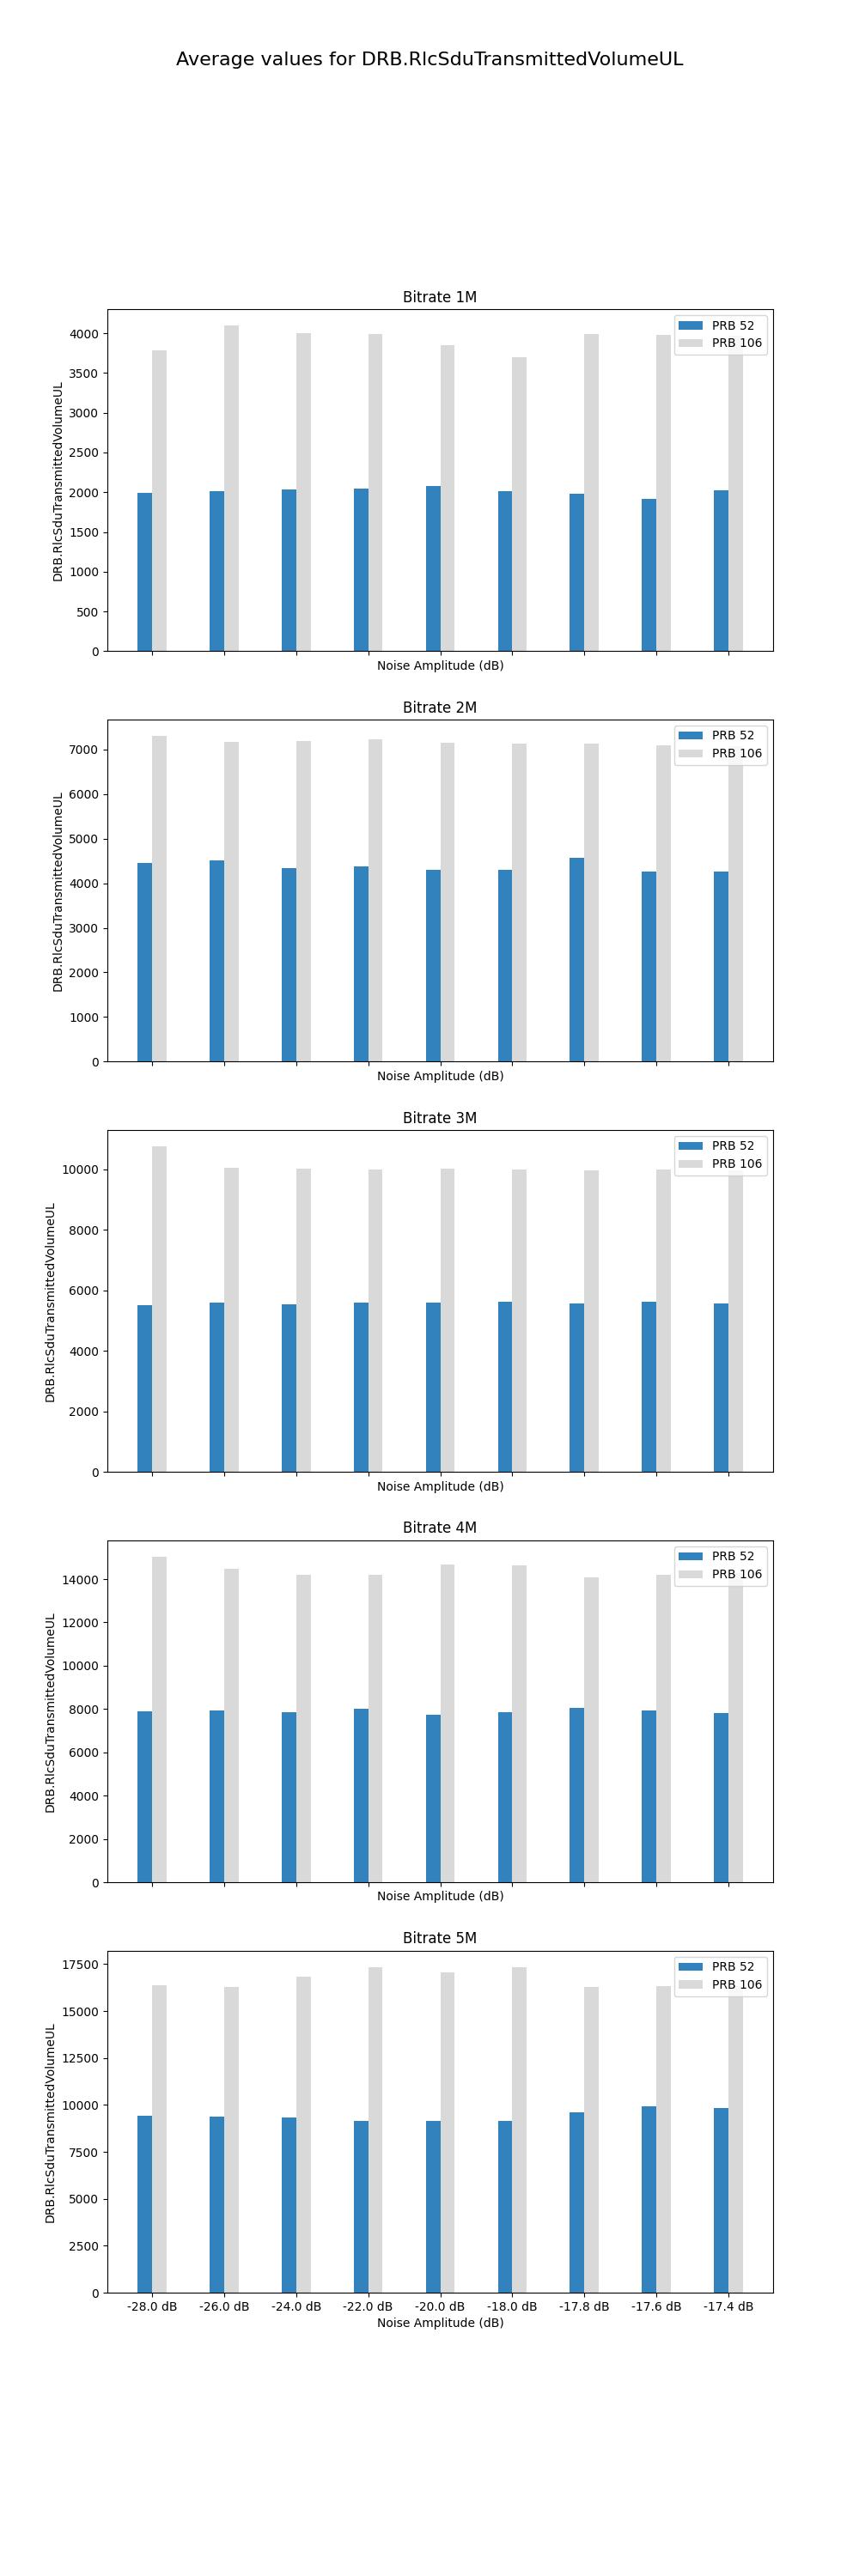 Average values for DRB.RlcSduTransmittedVolumeUL
Bitrate 1M
PRB 52
PRB 106
4000
3500
3000
2500
2000
1500
1000
500
0
DRB.RlcSduTransmittedVolumeUL
Noise Amplitude (dB)
Bitrate 2M
PRB 52
PRB 106
7000
6000
5000
4000
3000
2000
1000
0
DRB.RlcSduTransmittedVolumeUL
Noise Amplitude (dB)
Bitrate 3M
PRB 52
PRB 106
10000
8000
6000
4000
2000
0
DRB.RlcSduTransmittedVolumeUL
Noise Amplitude (dB)
Bitrate 4M
PRB 52
PRB 106
14000
12000
10000
8000
6000
4000
2000
0
DRB.RlcSduTransmittedVolumeUL
Noise Amplitude (dB)
Bitrate 5M
PRB 52
PRB 106
17500
15000
12500
10000
7500
5000
2500
0
DRB.RlcSduTransmittedVolumeUL
-28.0 dB -26.0 dB -24.0 dB -22.0 dB -20.0 dB -18.0 dB -17.8 dB -17.6 dB -17.4 dB
Noise Amplitude (dB)